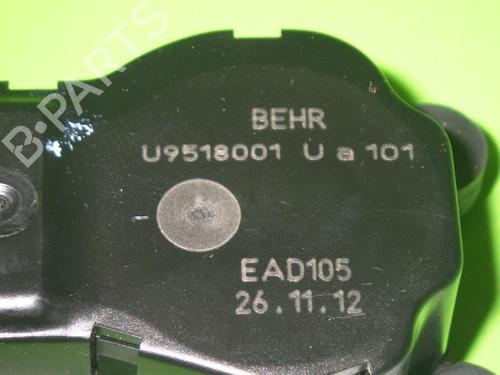 B-PARTS
BEHR
U9518001 U a 101
EAD105
26.11.12